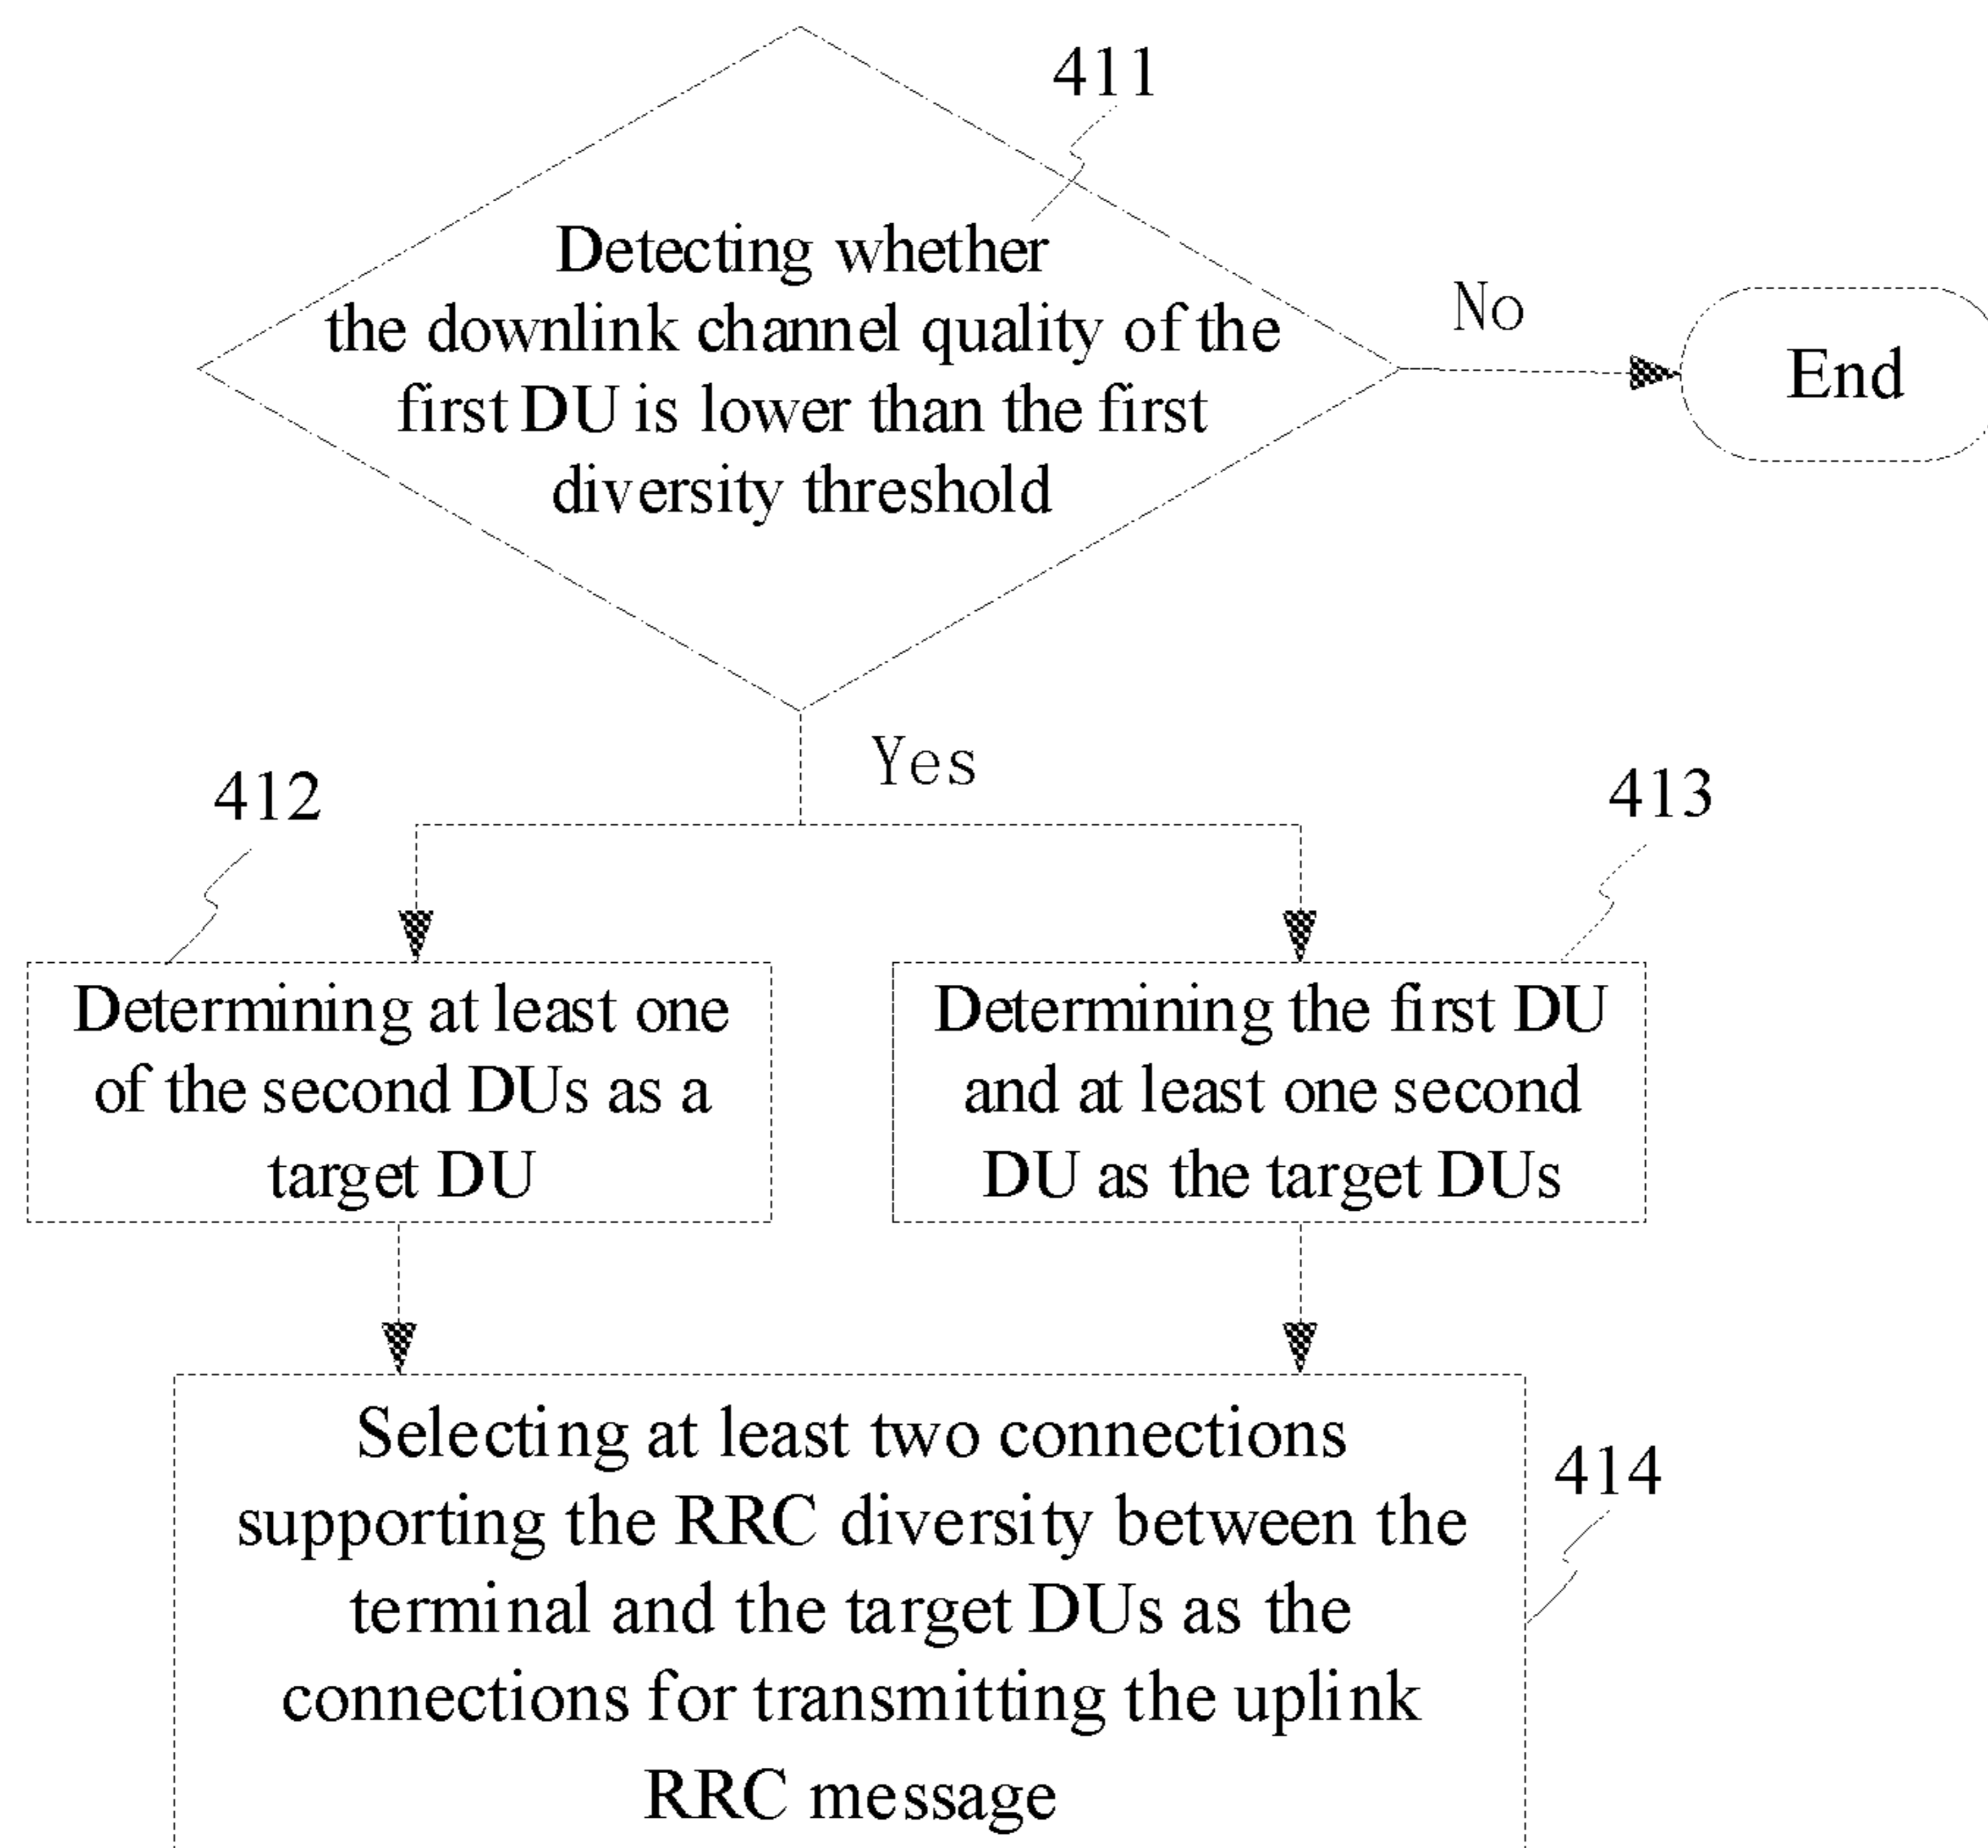 411
Detecting whether
the downlink channel quality of the
first DU is lower than the first
diversity threshold
No
End
Yes
412
413
Determining at least one
of the second DUs as a
target DU
Determining the first DU
and at least one second
DU as the target DUs
Selecting at least two connections
supporting the RRC diversity between the
terminal and the target DUs as the
connections for transmitting the uplink
RRC message
414